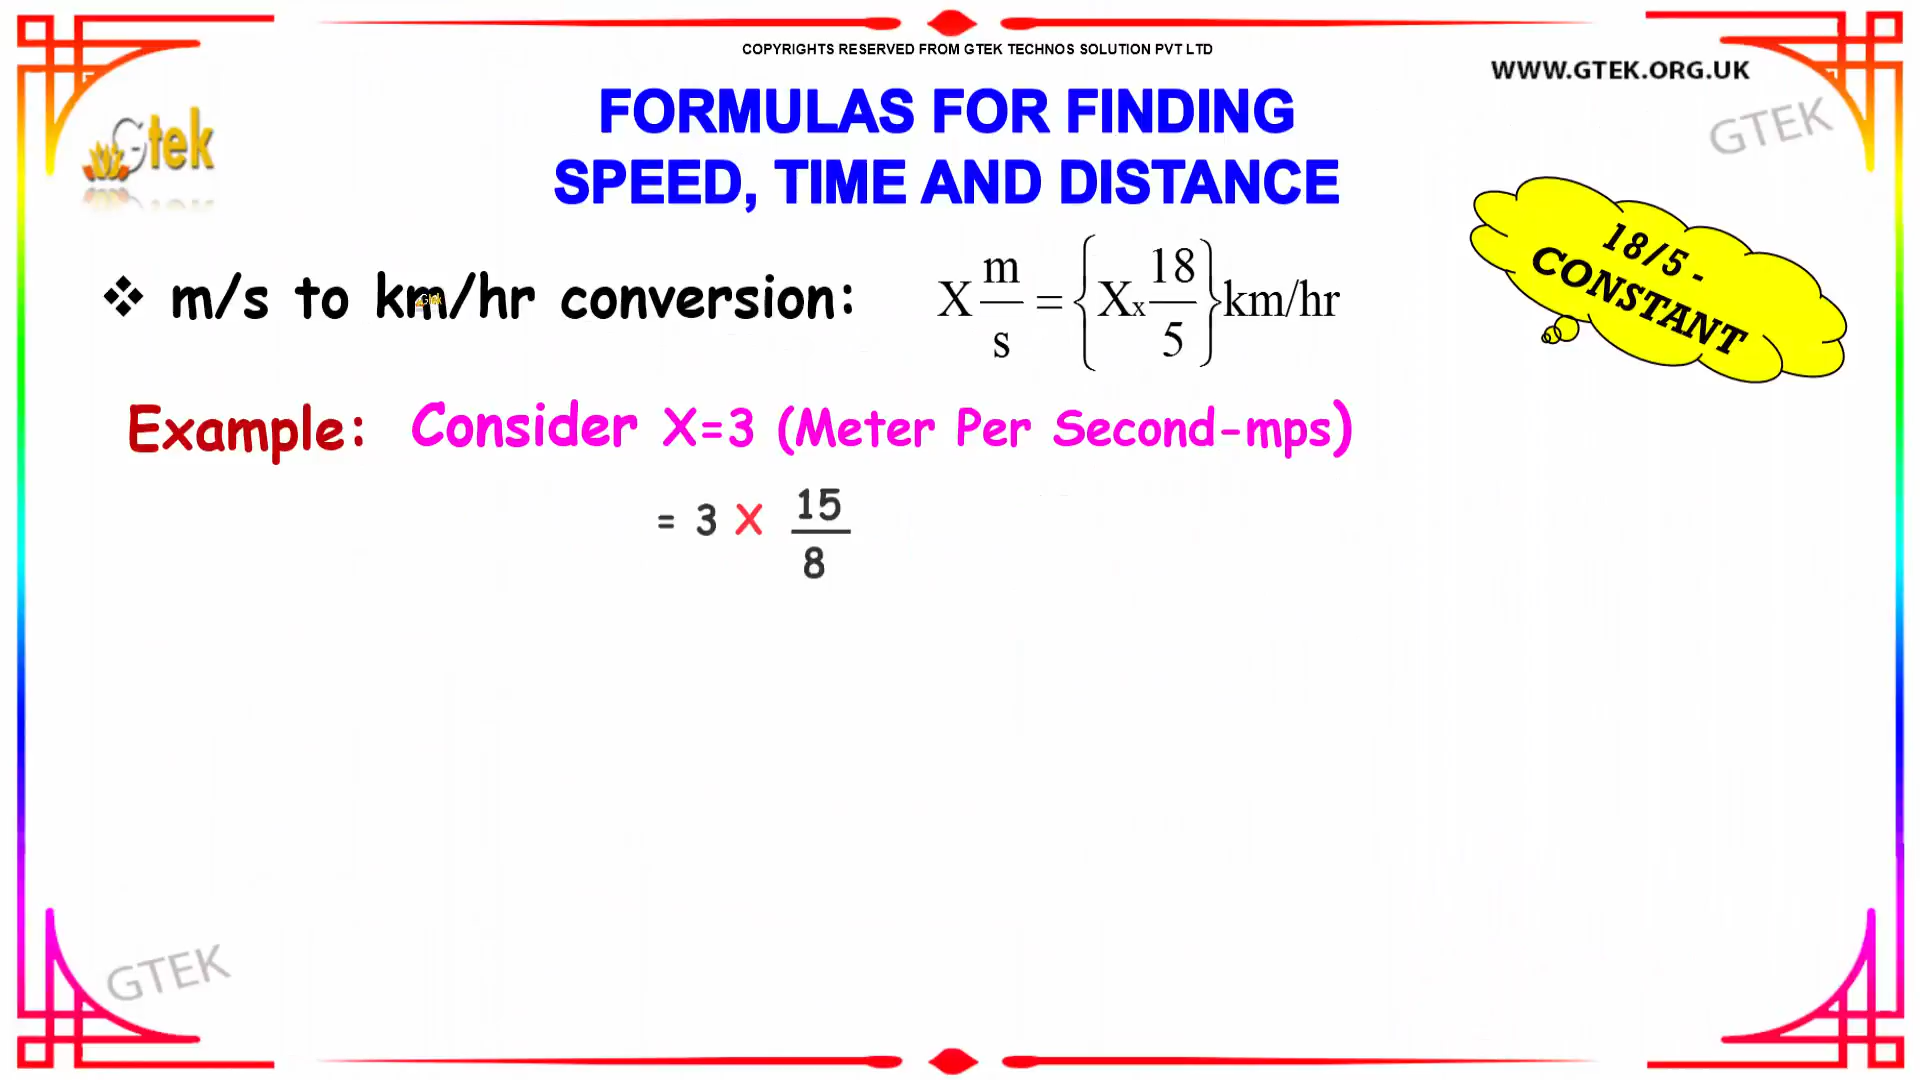 COPYRIGHTS RESERVED FROM GTEK TECHNOS SOLUTION PVT LTD
WWW.GTEK.ORG.UK
Gtek
GTEK
FORMULAS FOR FINDING
SPEED, TIME AND DISTANCE
18/5 -
CONSTANT
❖ m/s to km/hr conversion: X m/s = {X x 18/5} km/hr
Gtek
Example: Consider X=3 (Meter Per Second-mps)
= 3 X 15/8
GTEK